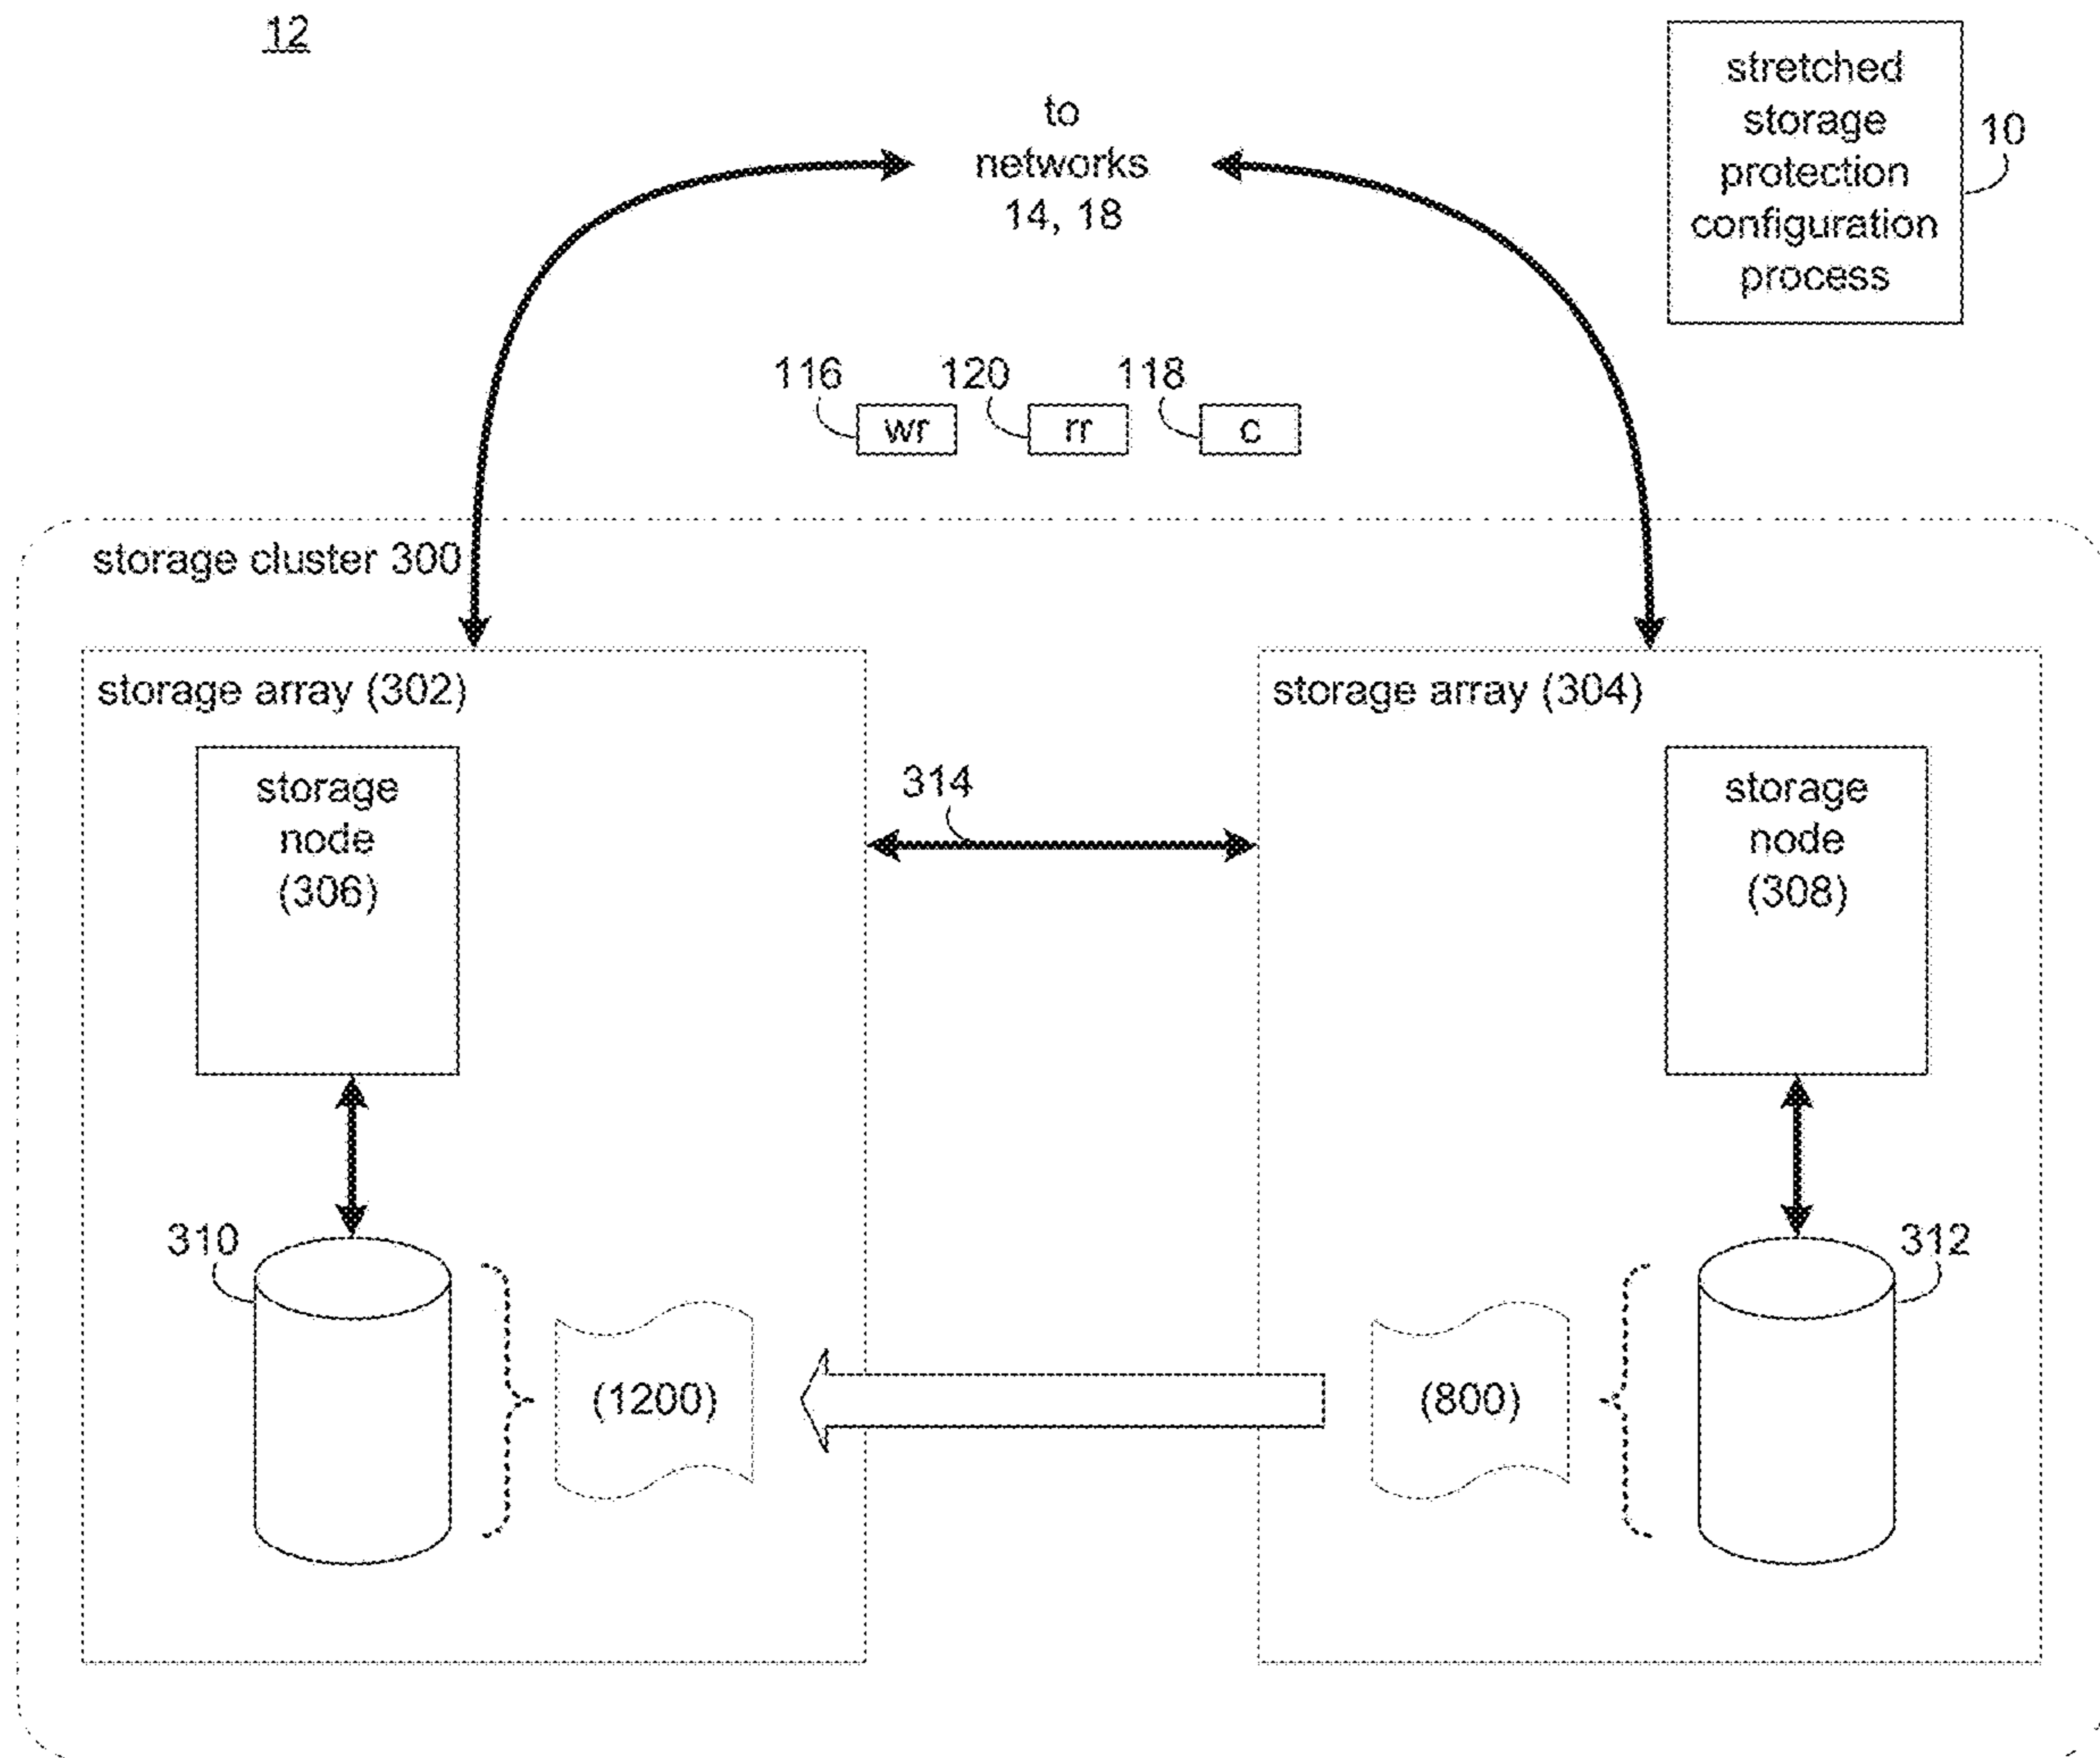 12
to
networks
14, 18
stretched
storage
protection
configuration
process
10
116
120
118
wr
rr
c
storage cluster 300
storage array (302)
storage array (304)
storage
node
(306)
314
storage
node
(308)
310
312
(1200)
(800)